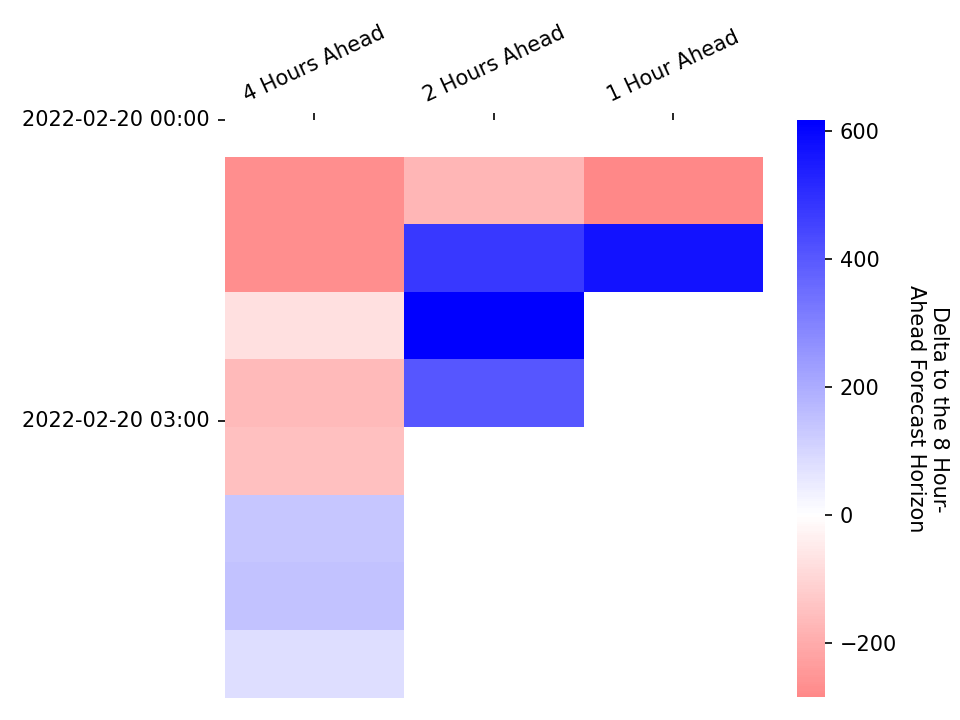 4 Hours Ahead
2 Hours Ahead
1 Hour Ahead
2022-02-20 00:00
2022-02-20 03:00
600
400
200
0
−200
Delta to the 8 Hour-
Ahead Forecast Horizon